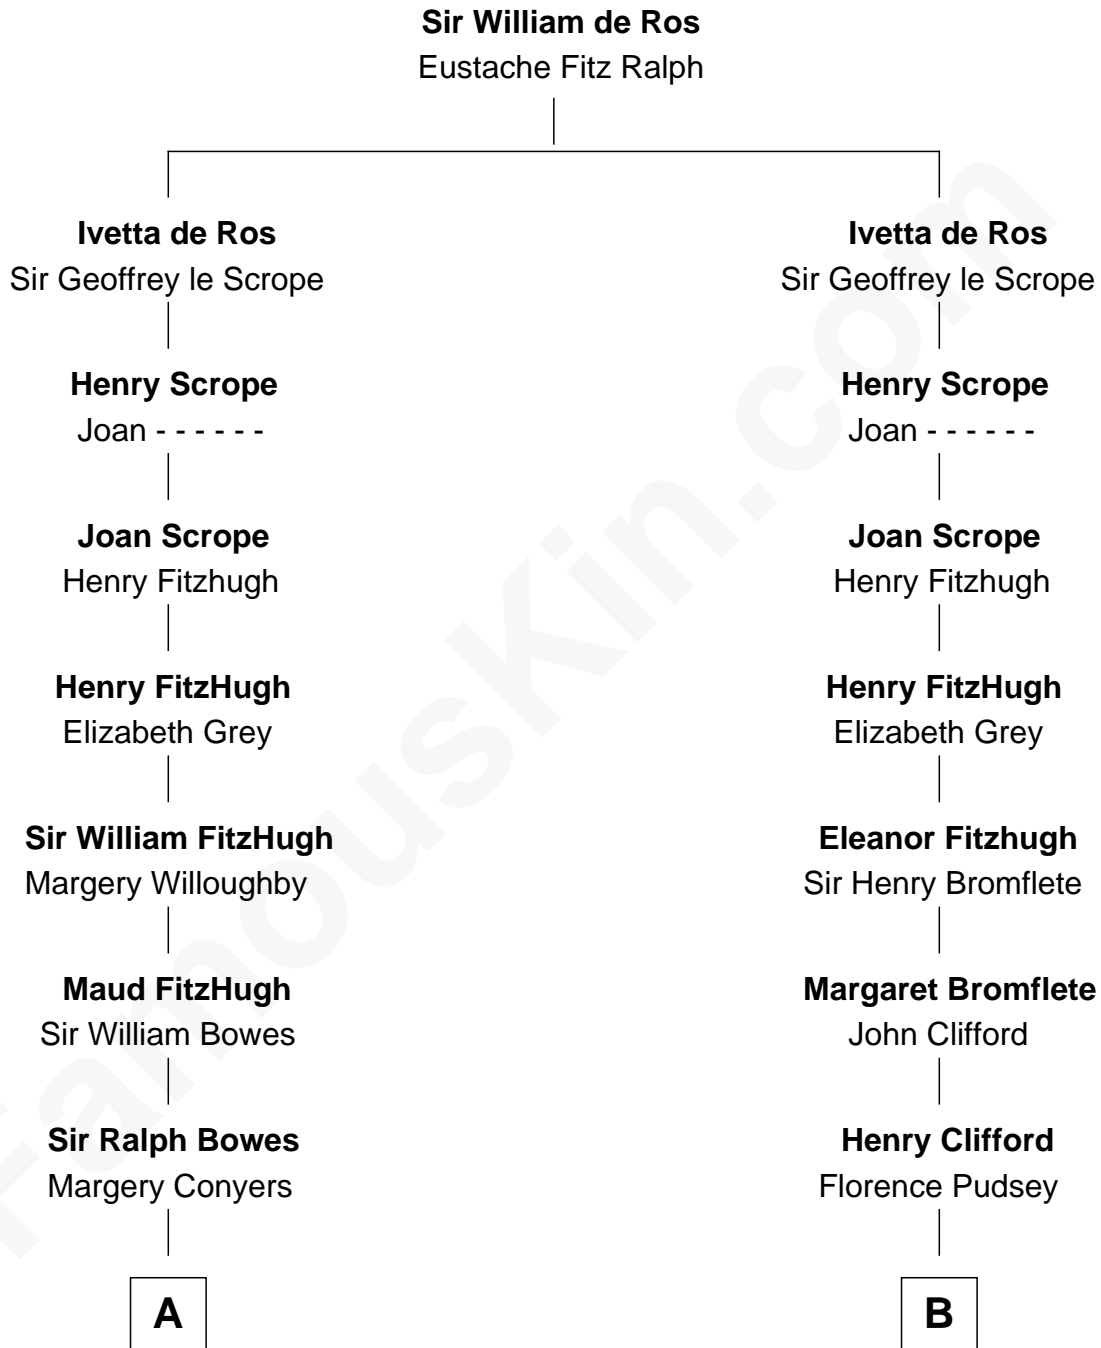 Sir William de Ros
Eustache Fitz Ralph
Ivetta de Ros
Sir Geoffrey le Scrope
Ivetta de Ros
Sir Geoffrey le Scrope
Henry Scrope
Joan - - - - - -
Henry Scrope
Joan - - - - - -
Joan Scrope
Henry Fitzhugh
Joan Scrope
Henry Fitzhugh
Henry FitzHugh
Elizabeth Grey
Henry FitzHugh
Elizabeth Grey
Sir William FitzHugh
Margery Willoughby
Eleanor Fitzhugh
Sir Henry Bromflete
Maud FitzHugh
Sir William Bowes
Margaret Bromflete
John Clifford
Sir Ralph Bowes
Margery Conyers
Henry Clifford
Florence Pudsey
A
B
FamousKin.com